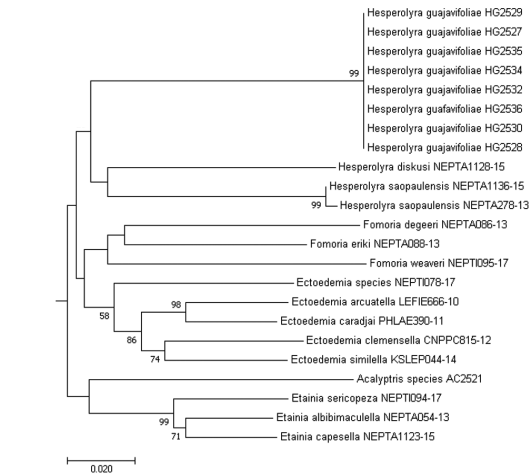 Hesperolyra guajavifoliae HG2529
Hesperolyra guajavifoliae HG2527
Hesperolyra guajavifoliae HG2535
99
Hesperolyra guajavifoliae HG2534
Hesperolyra guajavifoliae HG2532
Hesperolyra guafavifoliae HG2536
Hesperolyra guajavifoliae HG2530
Hesperolyra guajavifoliae HG2528
Hesperolyra diskusi NEPTA1128-15
Hesperolyra saopaulensis NEPTA1136-15
99
Hesperolyra saopaulensis NEPTA278-13
Fomoria degeeri NEPTA086-13
Fomoria eriki NEPTA088-13
Fomoria weaveri NEPTI095-17
Ectoedemia species NEPTI078-17
58
98
Ectoedemia arcuatella LEFIE666-10
Ectoedemia caradjai PHLAE390-11
86
Ectoedemia clemensella CNPPC815-12
74
Ectoedemia similella KSLEP044-14
Acalyptris species AC2521
Etainia sericopeza NEPTI094-17
99
Etainia albibimaculella NEPTA054-13
71
Etainia capesella NEPTA1123-15
0.020